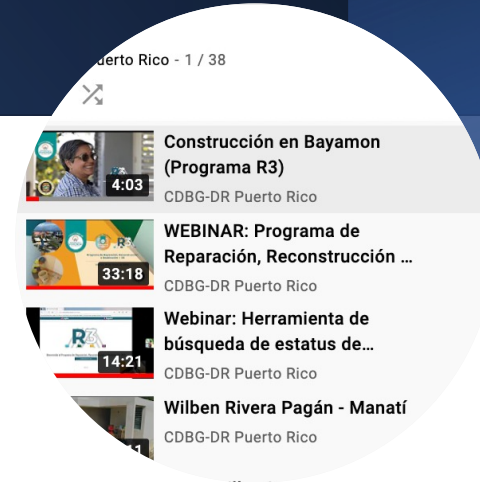 uerto Rico - 1 / 38
Construcción en Bayamon
(Programa R3)
4:03
CDBG-DR Puerto Rico
WEBINAR: Programa de
Reparación, Reconstrucción ...
R3
33:18
CDBG-DR Puerto Rico
Webinar: Herramienta de
búsqueda de estatus de...
R3
14:21
CDBG-DR Puerto Rico
Wilben Rivera Pagán - Manatí
CDBG-DR Puerto Rico